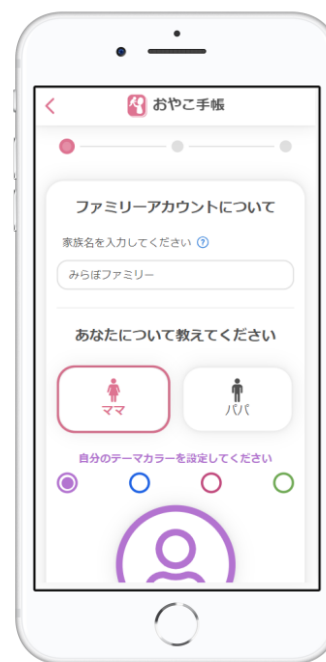 おやこ手帳
ファミリーアカウントについて
家族名を入力してください ?
みらぼファミリー
あなたについて教えてください
ママ
パパ
自分のテーマカラーを設定してください